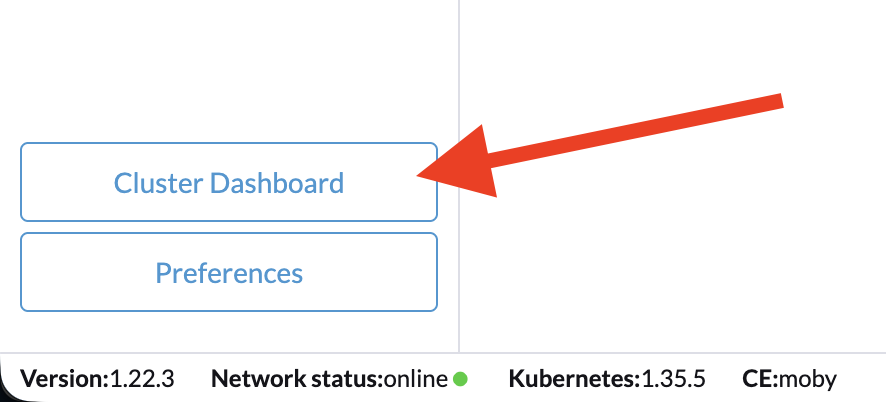 Cluster Dashboard
Preferences
Version:1.22.3 Network status:online Kubernetes:1.35.5 CE:moby